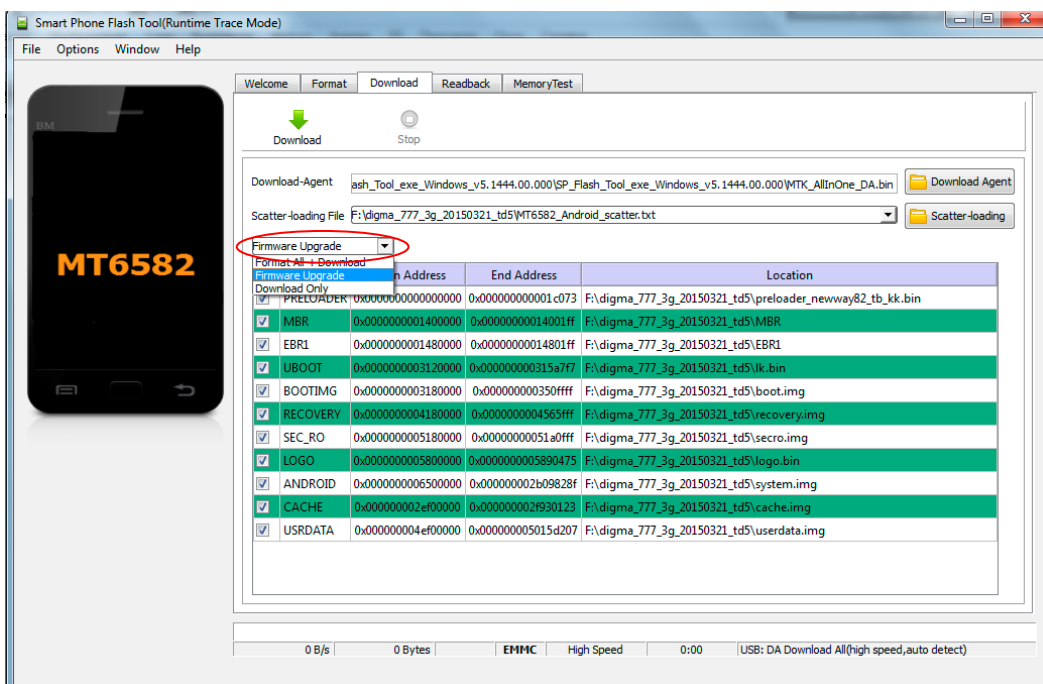 Smart Phone Flash Tool(Runtime Trace Mode)
File Options Window Help
Welcome Format Download Readback MemoryTest
BM
Download Stop
Download-Agent ash_Tool_exe_Windows_v5.1444.00.000\SP_Flash_Tool_exe_Windows_v5.1444.00.000\MTK_AllInOne_DA.bin Download Agent
Scatter-loading File F:\digma_777_3g_20150321_td5\MT6582_Android_scatter.txt Scatter-loading
Firmware Upgrade
Format All + Download
Firmware Upgrade
Download Only
n Address End Address Location
MT6582
PRELOADER 0x0000000000000000 0x000000000001c073 F:\digma_777_3g_20150321_td5\preloader_newway82_tb_kk.bin
MBR 0x0000000001400000 0x00000000014001ff F:\digma_777_3g_20150321_td5\MBR
EBR1 0x0000000001480000 0x00000000014801ff F:\digma_777_3g_20150321_td5\EBR1
UBOOT 0x0000000003120000 0x000000000315a7f7 F:\digma_777_3g_20150321_td5\lk.bin
BOOTIMG 0x0000000003180000 0x000000000350ffff F:\digma_777_3g_20150321_td5\boot.img
RECOVERY 0x0000000004180000 0x0000000004565fff F:\digma_777_3g_20150321_td5\recovery.img
SEC_RO 0x0000000005180000 0x00000000051a0fff F:\digma_777_3g_20150321_td5\secro.img
LOGO 0x0000000005800000 0x0000000005890475 F:\digma_777_3g_20150321_td5\logo.bin
ANDROID 0x0000000006500000 0x000000002b09828f F:\digma_777_3g_20150321_td5\system.img
CACHE 0x000000002ef00000 0x000000002f930123 F:\digma_777_3g_20150321_td5\cache.img
USRDATA 0x000000004ef00000 0x000000005015d207 F:\digma_777_3g_20150321_td5\userdata.img
0 B/s 0 Bytes EMMC High Speed 0:00 USB: DA Download All(high speed,auto detect)